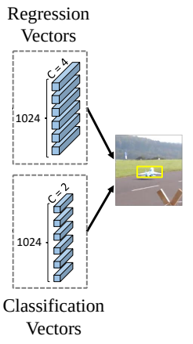 Regression
Vectors
C = 4
1024
C = 2
1024
Classification
Vectors